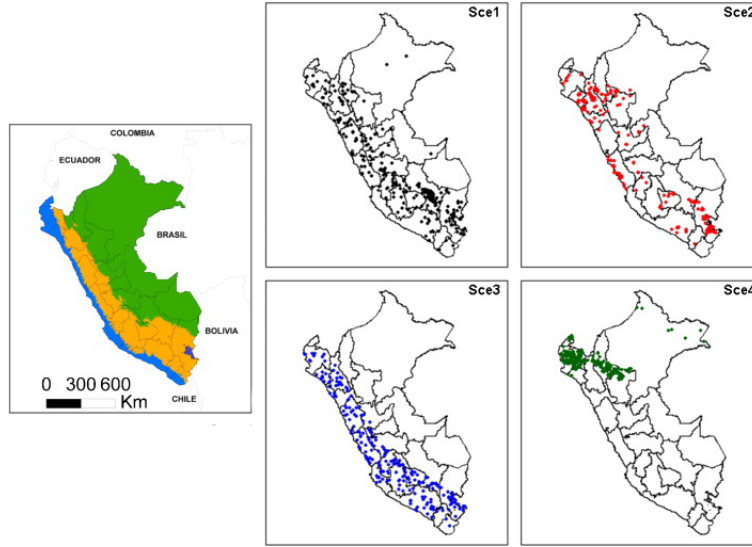 Sce1
Sce2
COLOMBIA
ECUADOR
BRASIL
BOLIVIA
0 300 600
Km
CHILE
Sce3
Sce4